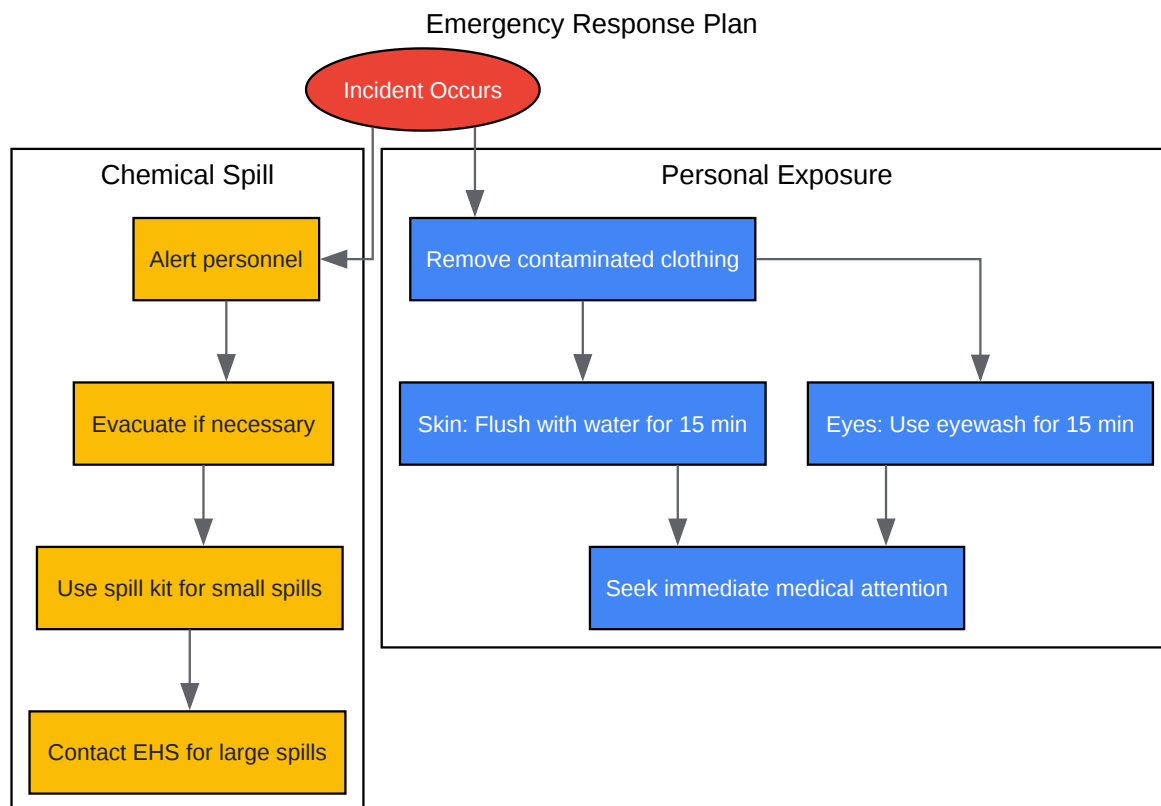 Emergency Response Plan
Incident Occurs
Chemical Spill
Alert personnel
Evacuate if necessary
Use spill kit for small spills
Contact EHS for large spills
Personal Exposure
Remove contaminated clothing
Skin: Flush with water for 15 min
Eyes: Use eyewash for 15 min
Seek immediate medical attention